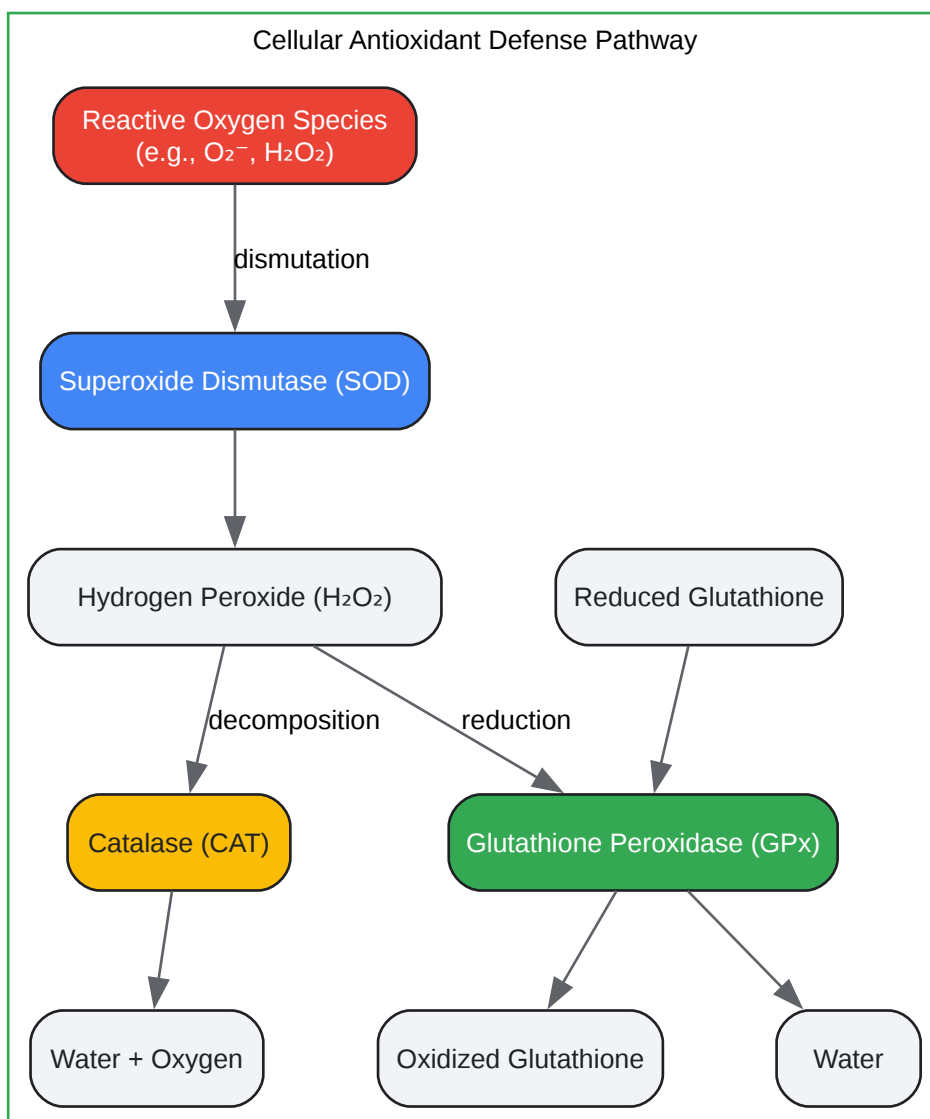 Cellular Antioxidant Defense Pathway
Reactive Oxygen Species
(e.g., O₂⁻, H₂O₂)
dismutation
Superoxide Dismutase (SOD)
Hydrogen Peroxide (H₂O₂)
Reduced Glutathione
decomposition
reduction
Catalase (CAT)
Glutathione Peroxidase (GPx)
Water + Oxygen
Oxidized Glutathione
Water